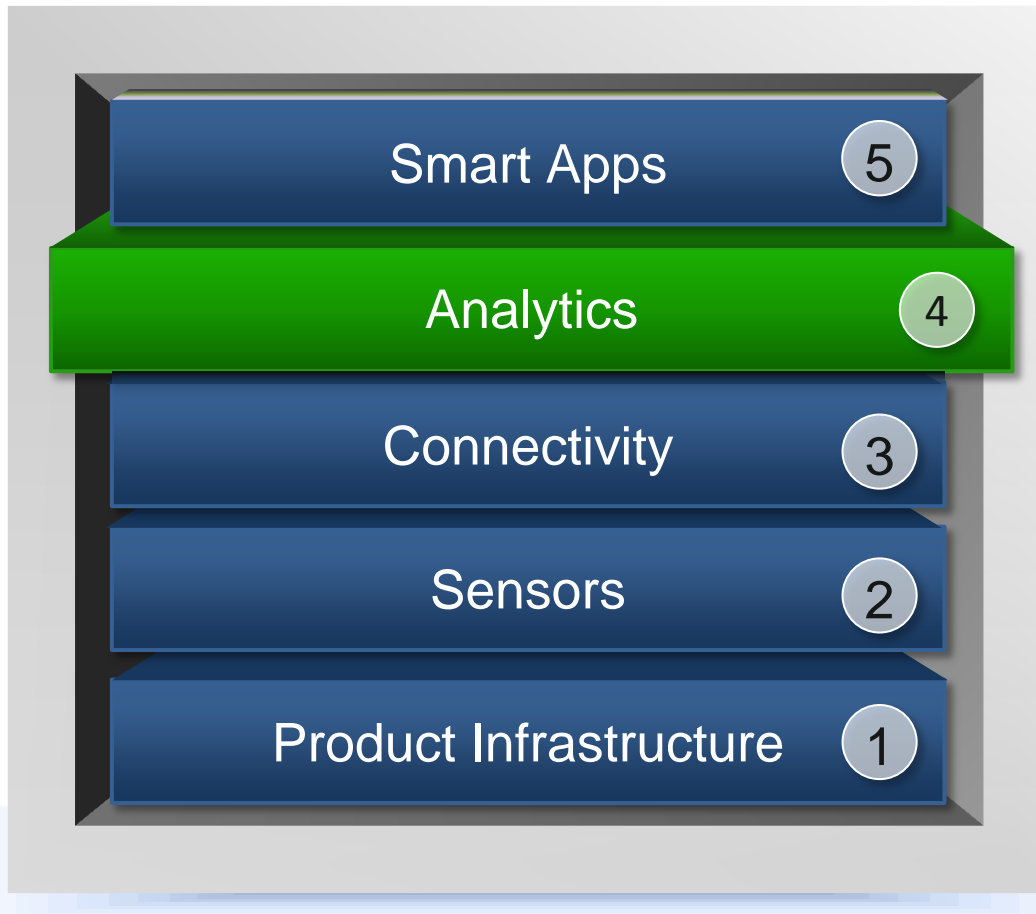 Smart Apps 5
Analytics 4
Connectivity 3
Sensors 2
Product Infrastructure 1